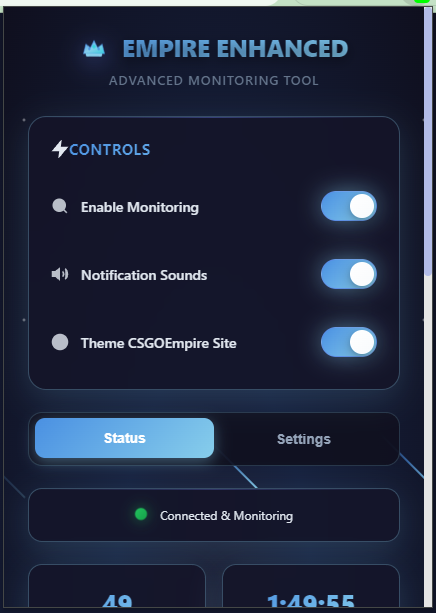 EMPIRE ENHANCED
ADVANCED MONITORING TOOL
CONTROLS
Enable Monitoring
Notification Sounds
Theme CSGOEmpire Site
Status
Settings
Connected & Monitoring
49
1:49:55